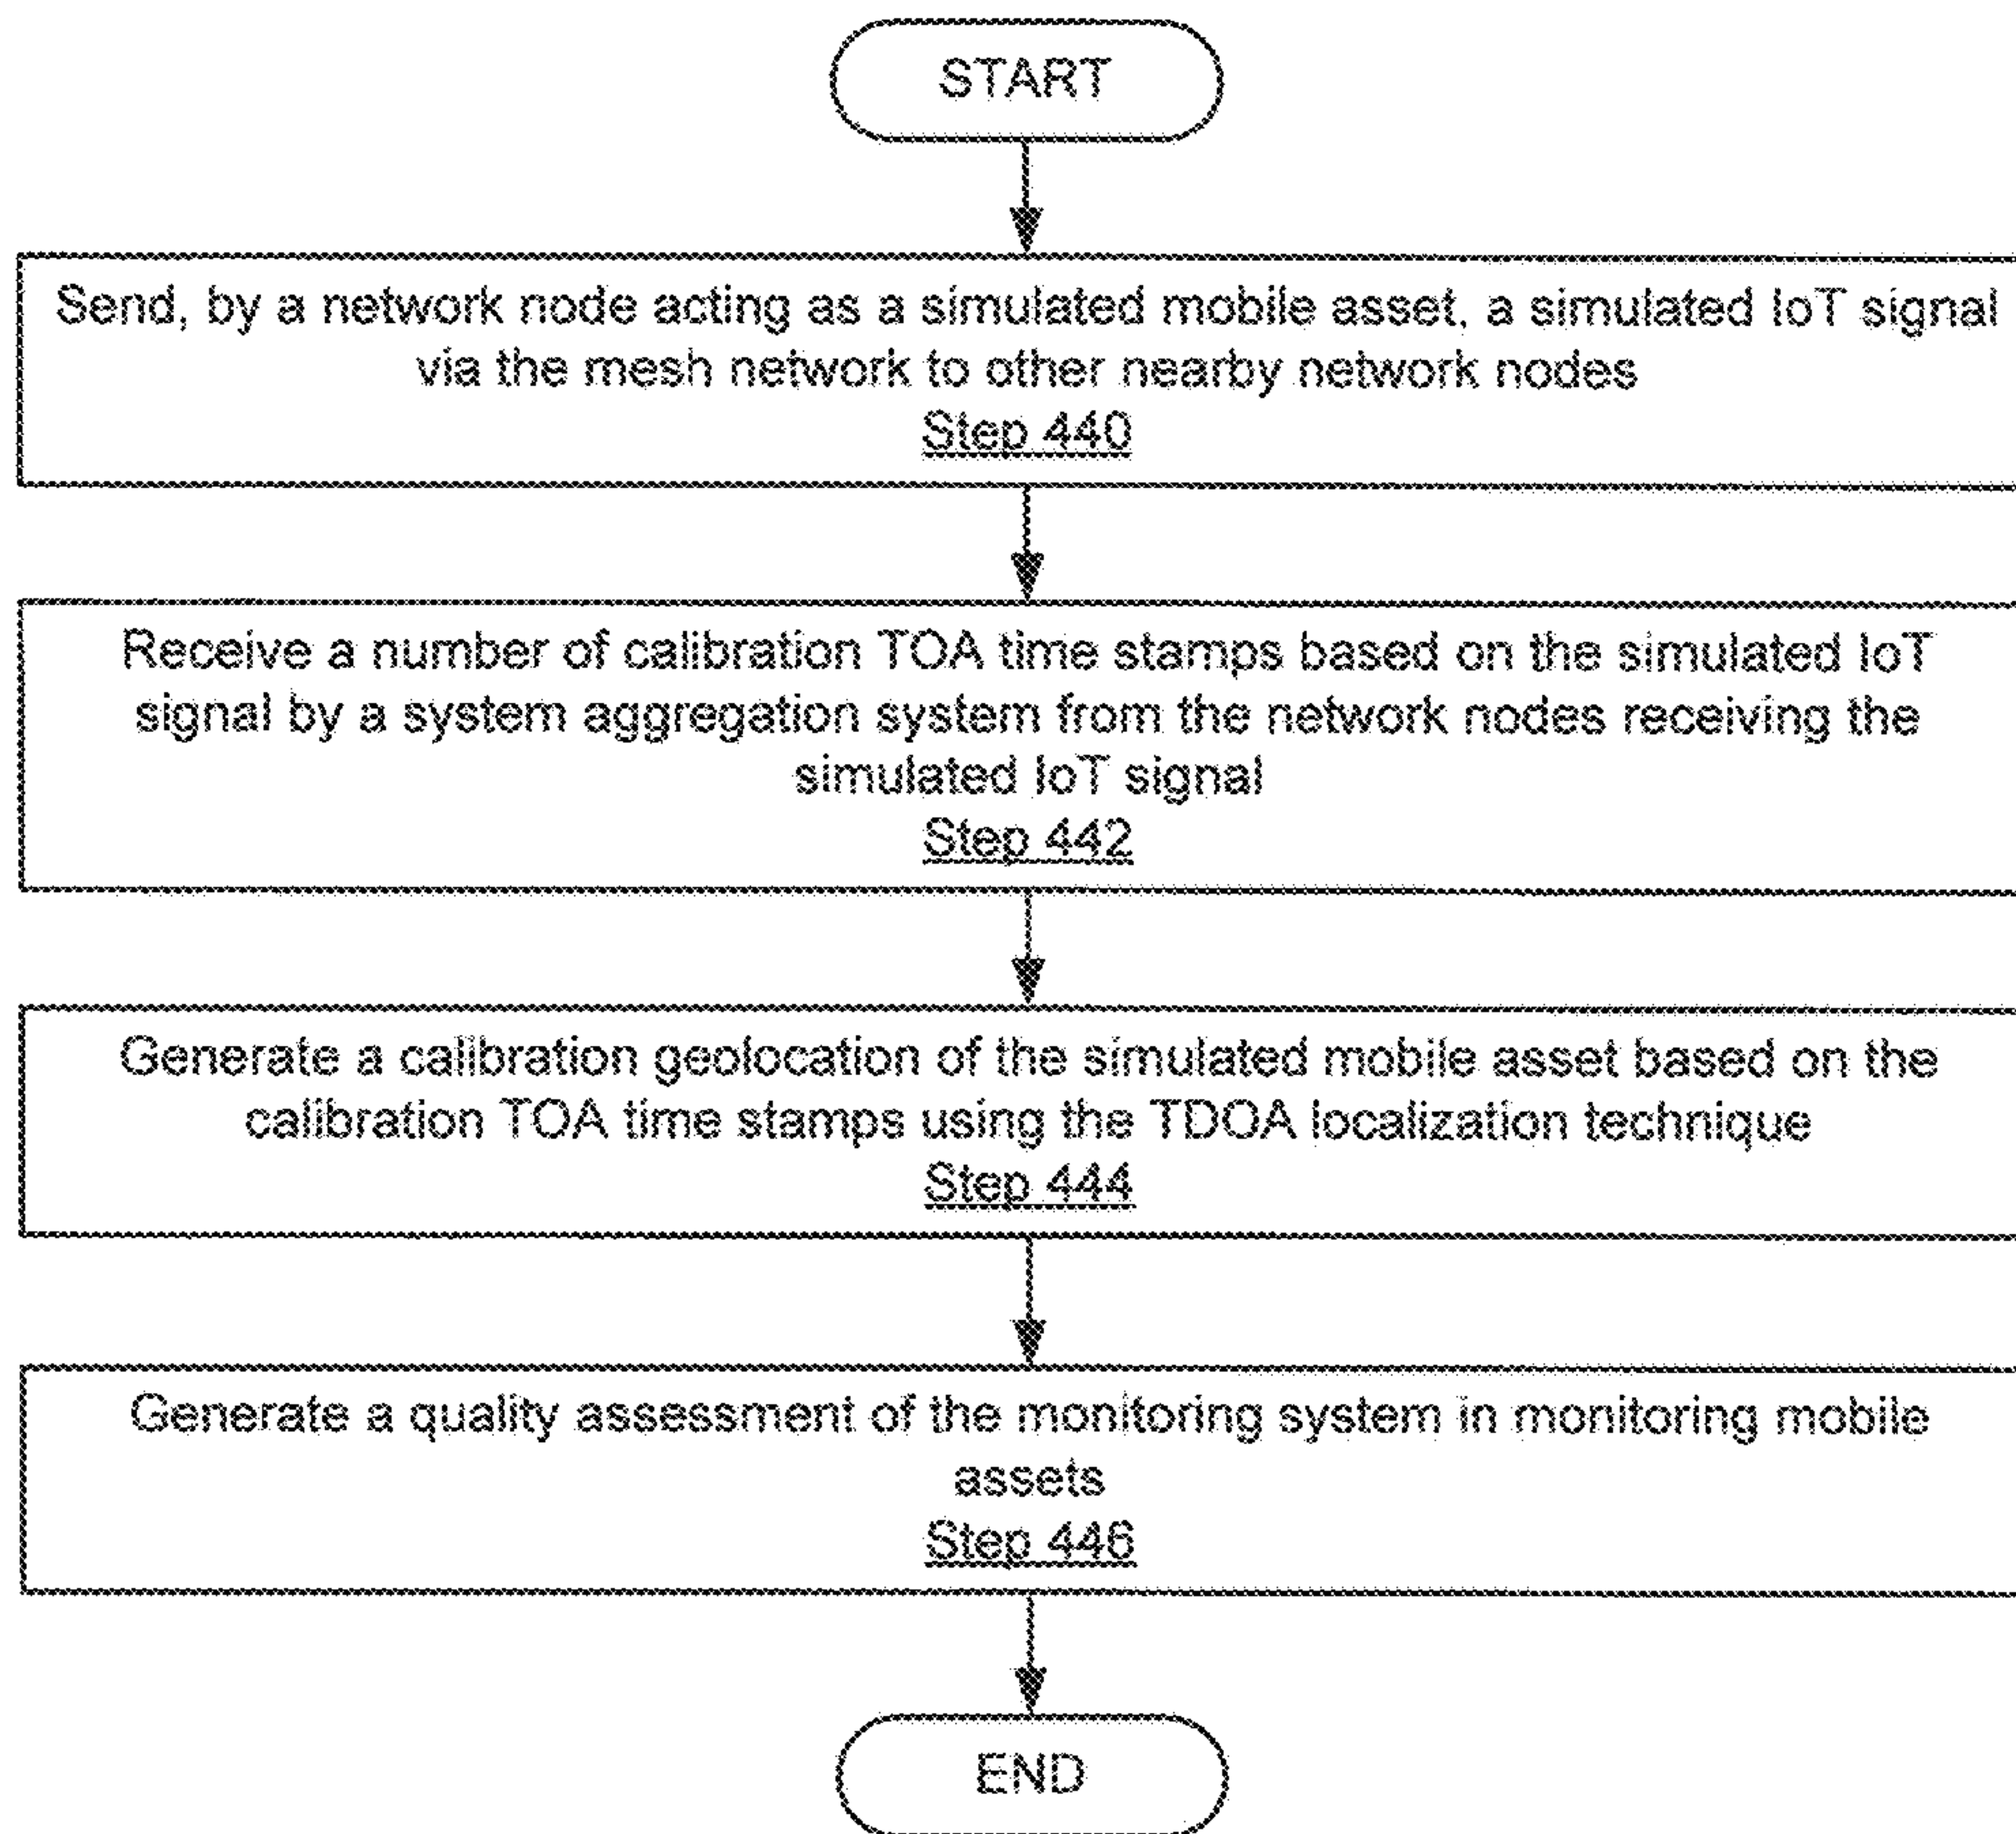 START
Send, by a network node acting as a simulated mobile asset, a simulated IoT signal
via the mesh network to other nearby network nodes
Step 440
Receive a number of calibration TOA time stamps based on the simulated IoT
signal by a system aggregation system from the network nodes receiving the
simulated IoT signal
Step 442
Generate a calibration geolocation of the simulated mobile asset based on the
calibration TOA time stamps using the TDOA localization technique
Step 444
Generate a quality assessment of the monitoring system in monitoring mobile
assets
Step 446
END